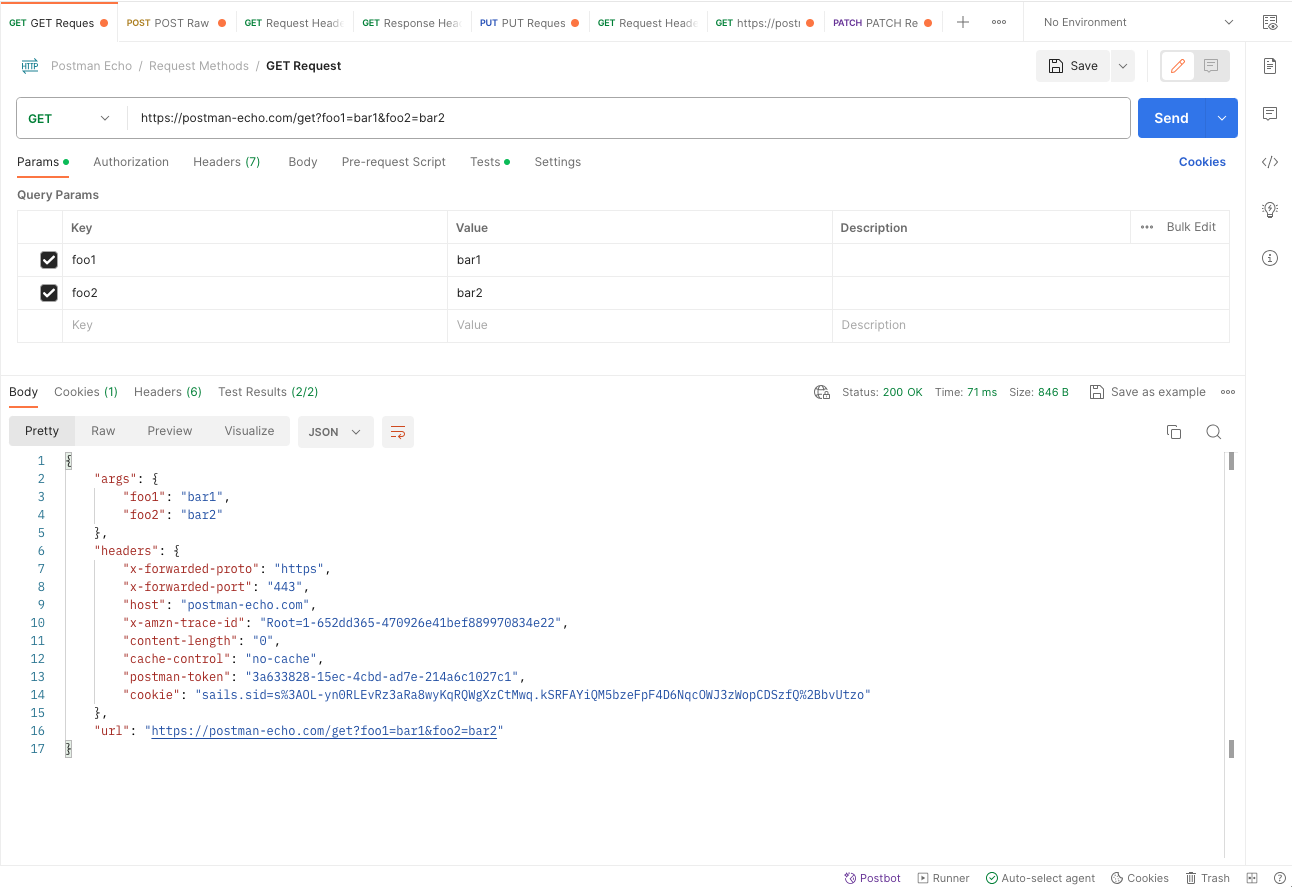 GET GET Reques POST POST Raw GET Request Heade GET Response Hea PUT PUT Reques GET Request Heade GET https://postn PATCH PATCH Re No Environment
HTTP Postman Echo / Request Methods / GET Request Save
GET https://postman-echo.com/get?foo1=bar1&foo2=bar2 Send
Params Authorization Headers (7) Body Pre-request Script Tests Settings Cookies
Query Params
Key Value Description Bulk Edit
foo1 bar1
foo2 bar2
Key Value Description
Body Cookies (1) Headers (6) Test Results (2/2) Status: 200 OK Time: 71 ms Size: 846 B Save as example
Pretty Raw Preview Visualize JSON
1 {
2 "args": {
3 "foo1": "bar1",
4 "foo2": "bar2"
5 },
6 "headers": {
7 "x-forwarded-proto": "https",
8 "x-forwarded-port": "443",
9 "host": "postman-echo.com",
10 "x-amzn-trace-id": "Root=1-652dd365-470926e41bef889970834e22",
11 "content-length": "0",
12 "cache-control": "no-cache",
13 "postman-token": "3a633828-15ec-4cbd-ad7e-214a6c1027c1",
14 "cookie": "sails.sid=s%3AOL-yn0RLEvRz3aRa8wyKqRQWgXzCtMwq.kSRFAYiQM5bzeFpF4D6NqcOWJ3zWopCDSzfQ%2BbvUtzo"
15 },
16 "url": "https://postman-echo.com/get?foo1=bar1&foo2=bar2"
17 }
Postbot Runner Auto-select agent Cookies Trash